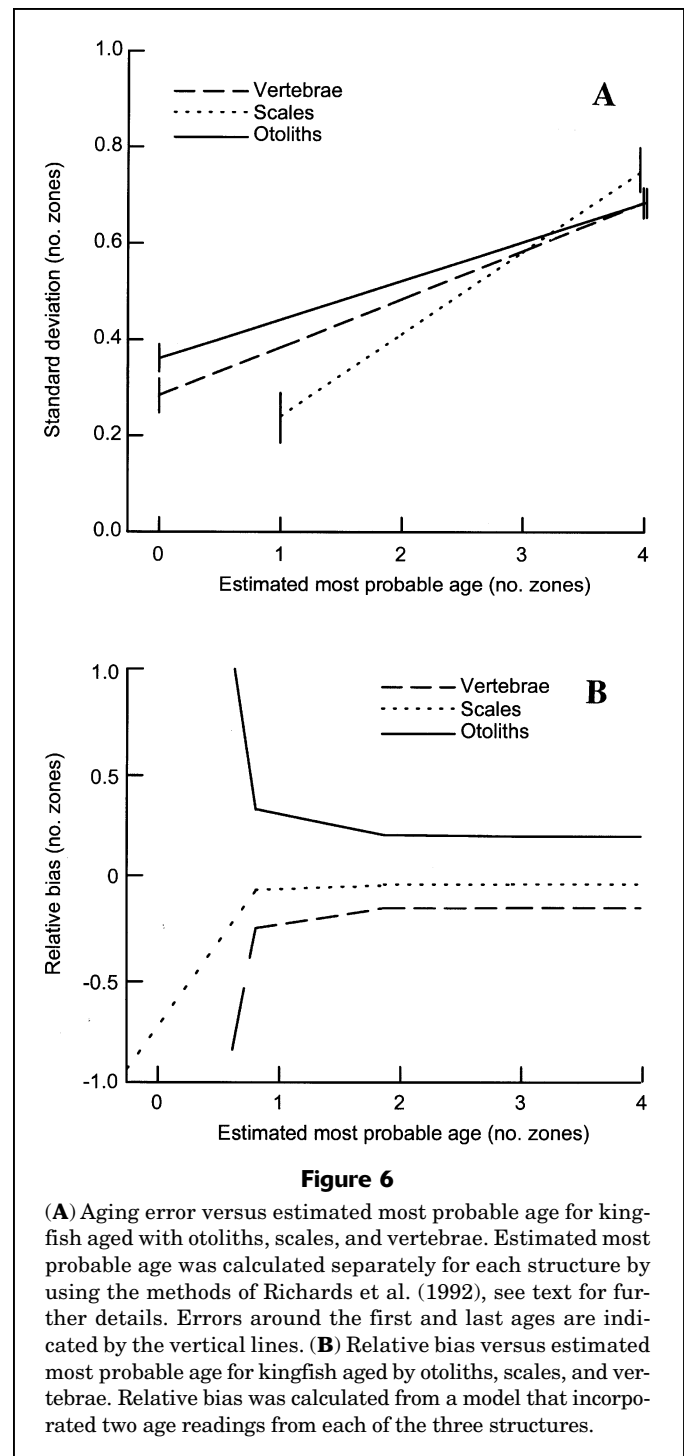 1.0
Vertebrae
A
Scales
Otoliths
0.8
0.6
0.4
0.2
0.0
Standard deviation (no. zones)
0 1 2 3 4
Estimated most probable age (no. zones)
1.0
Vertebrae
B
Scales
Otoliths
0.5
0
-0.5
-1.0
Relative bias (no. zones)
0 1 2 3 4
Estimated most probable age (no. zones)
Figure 6
(A) Aging error versus estimated most probable age for king-
fish aged with otoliths, scales, and vertebrae. Estimated most
probable age was calculated separately for each structure by
using the methods of Richards et al. (1992), see text for fur-
ther details. Errors around the first and last ages are indi-
cated by the vertical lines. (B) Relative bias versus estimated
most probable age for kingfish aged by otoliths, scales, and ver-
tebrae. Relative bias was calculated from a model that incorpo-
rated two age readings from each of the three structures.